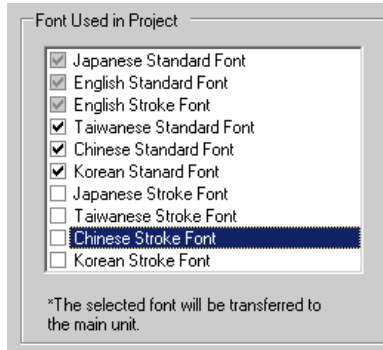 Font Used in Project
Japanese Standard Font
English Standard Font
English Stroke Font
Taiwanese Standard Font
Chinese Standard Font
Korean Stanard Font
Japanese Stroke Font
Taiwanese Stroke Font
Chinese Stroke Font
Korean Stroke Font
*The selected font will be transferred to
the main unit.